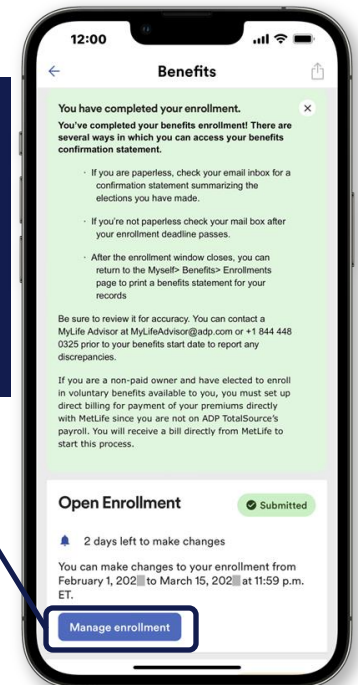 12:00
Benefits
You have completed your enrollment.
You've completed your benefits enrollment! There are
several ways in which you can access your benefits
confirmation statement.
· If you are paperless, check your email inbox for a
confirmation statement summarizing the
elections you have made.
· If you're not paperless check your mail box after
your enrollment deadline passes.
· After the enrollment window closes, you can
return to the Myself> Benefits> Enrollments
page to print a benefits statement for your
records
Be sure to review it for accuracy. You can contact a
MyLife Advisor at MyLifeAdvisor@adp.com or +1 844 448
0325 prior to your benefits start date to report any
discrepancies.
If you are a non-paid owner and have elected to enroll
in voluntary benefits available to you, you must set up
direct billing for payment of your premiums directly
with MetLife since you are not on ADP TotalSource's
payroll. You will receive a bill directly from MetLife to
start this process.
Open Enrollment
Submitted
2 days left to make changes
You can make changes to your enrollment from
February 1, 202 to March 15, 202 at 11:59 p.m.
ET.
Manage enrollment